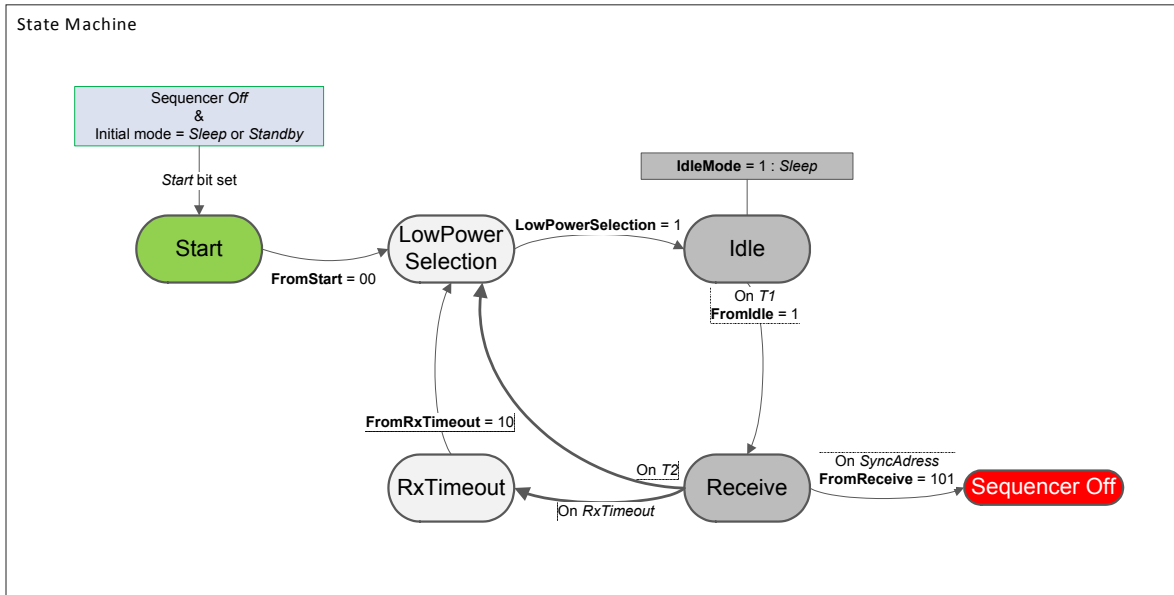 State Machine
Sequencer Off
&
Initial mode = Sleep or Standby
Start bit set
IdleMode = 1 : Sleep
Start
FromStart = 00
LowPower
Selection
LowPowerSelection = 1
Idle
On T1
FromIdle = 1
FromRxTimeout = 10
On T2
On SyncAdress
FromReceive = 101
RxTimeout
On RxTimeout
Receive
Sequencer Off